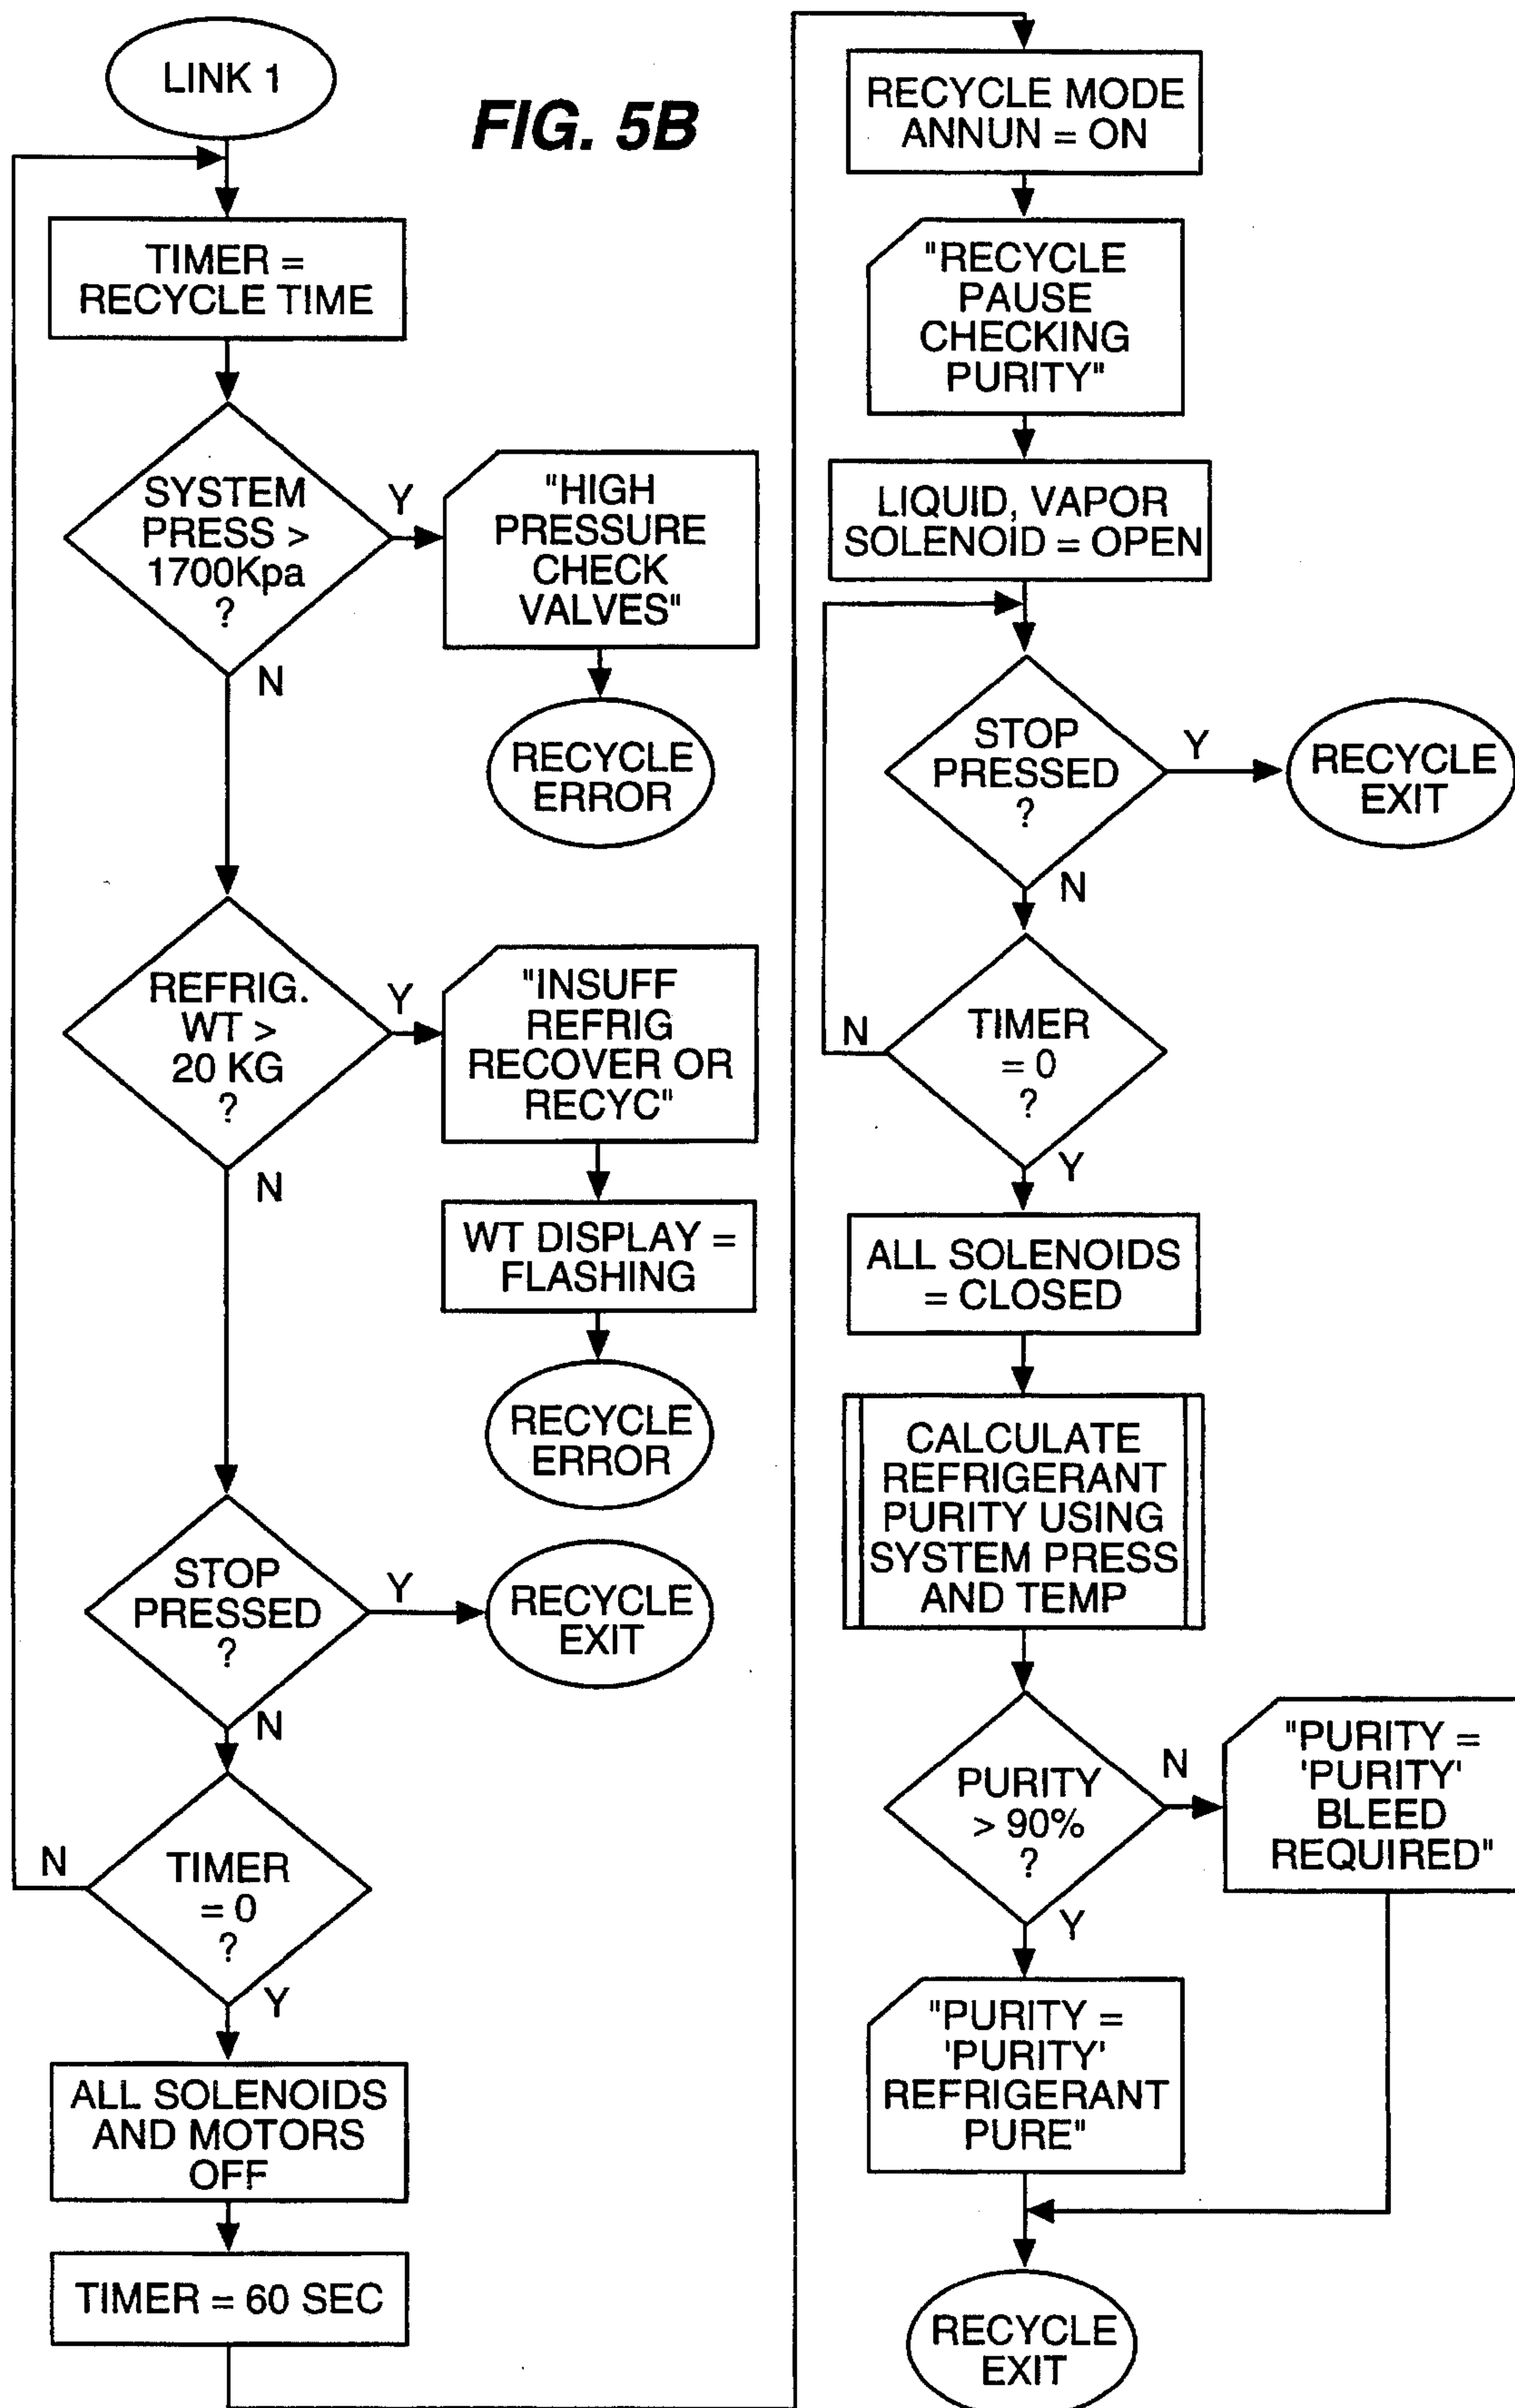 LINK 1
FIG. 5B
TIMER =
RECYCLE TIME
SYSTEM
PRESS >
1700Kpa
?
Y
N
"HIGH
PRESSURE
CHECK
VALVES"
RECYCLE
ERROR
REFRIG.
WT >
20 KG
?
Y
N
"INSUFF
REFRIG
RECOVER OR
RECYC"
WT DISPLAY =
FLASHING
RECYCLE
ERROR
STOP
PRESSED
?
Y
N
RECYCLE
EXIT
TIMER
= 0
?
N
Y
ALL SOLENOIDS
AND MOTORS
OFF
TIMER = 60 SEC
RECYCLE MODE
ANNUN = ON
"RECYCLE
PAUSE
CHECKING
PURITY"
LIQUID, VAPOR
SOLENOID = OPEN
STOP
PRESSED
?
Y
N
RECYCLE
EXIT
TIMER
= 0
?
N
Y
ALL SOLENOIDS
= CLOSED
CALCULATE
REFRIGERANT
PURITY USING
SYSTEM PRESS
AND TEMP
PURITY
> 90%
?
N
Y
"PURITY =
'PURITY'
BLEED
REQUIRED"
"PURITY =
'PURITY'
REFRIGERANT
PURE"
RECYCLE
EXIT